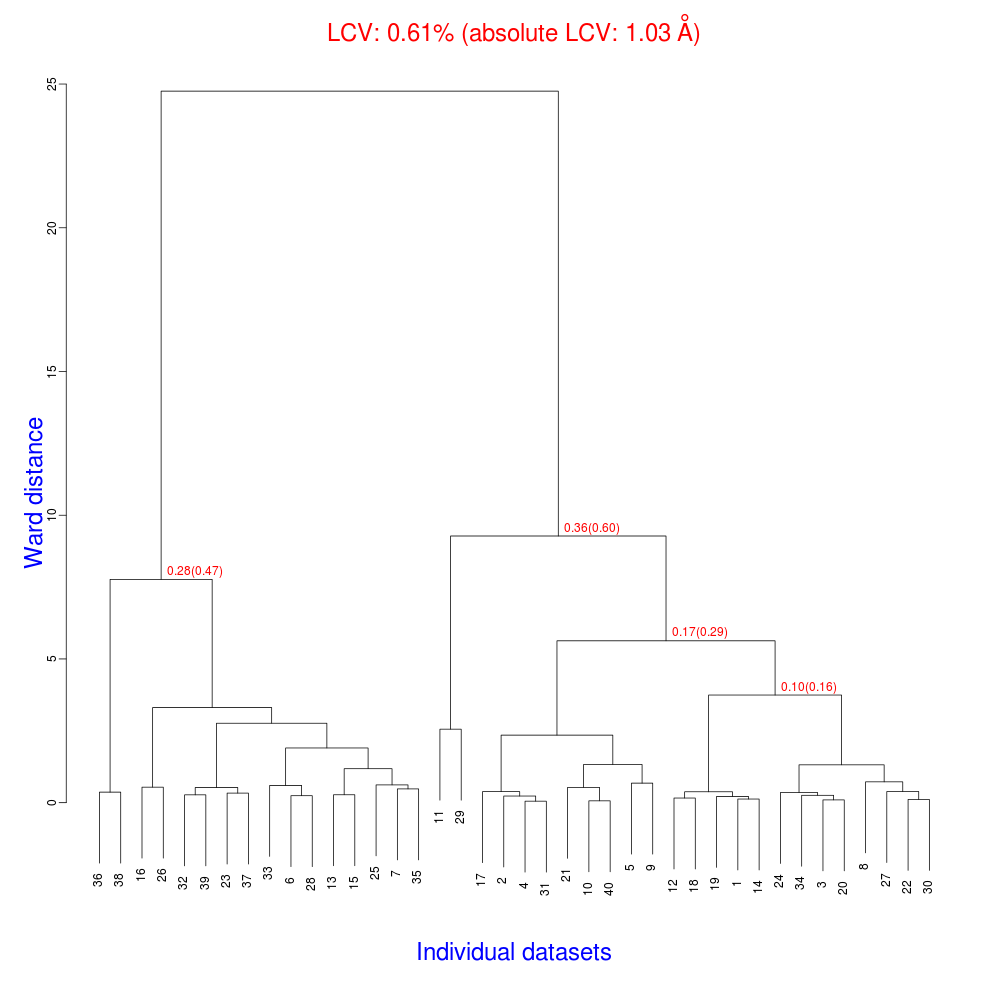 LCV: 0.61% (absolute LCV: 1.03 Å)
25
20
15
10
5
0
Ward distance
0.36(0.60)
0.28(0.47)
0.17(0.29)
0.10(0.16)
36 38 16 26 32 39 23 37 33 6 28 13 15 25 7 35 11 29 17 2 4 31 21 10 40 5 9 12 18 19 1 14 24 34 3 20 8 27 22 30
Individual datasets